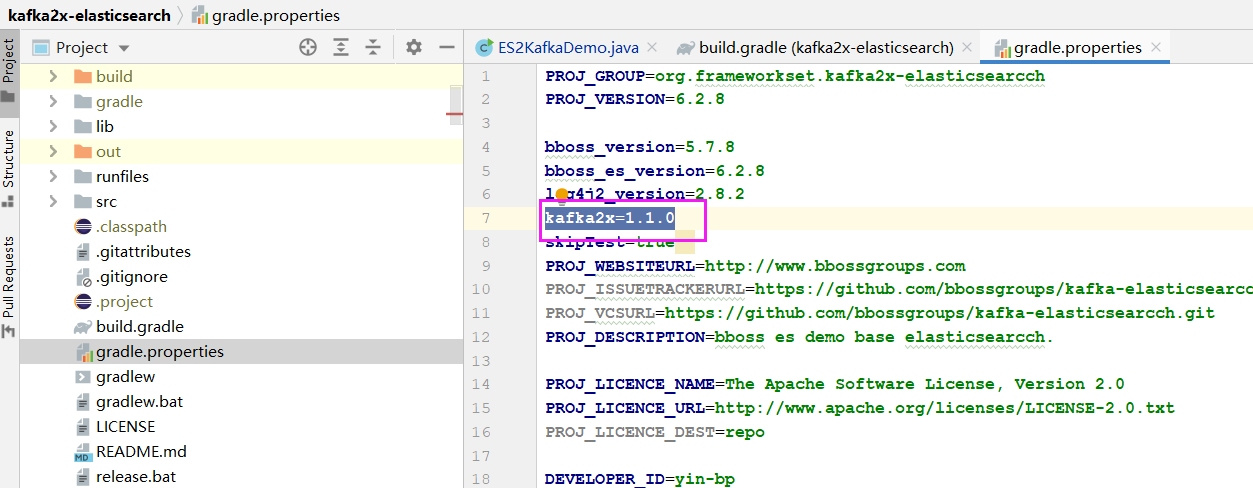 kafka2x-elasticsearch gradle.properties
Project
Structure
Pull Requests
Project
build
gradle
lib
out
runfiles
src
.classpath
.gitattributes
.gitignore
.project
build.gradle
gradle.properties
gradlew
gradlew.bat
LICENSE
README.md
release.bat
ES2KafkaDemo.java build.gradle (kafka2x-elasticsearch) gradle.properties
1 PROJ_GROUP=org.frameworkset.kafka2x-elasticsearcch
2 PROJ_VERSION=6.2.8
3
4 bboss_version=5.7.8
5 bboss_es_version=6.2.8
6 log4j2_version=2.8.2
7 kafka2x=1.1.0
8 skipTest=true
9 PROJ_WEBSITEURL=http://www.bbossgroups.com
10 PROJ_ISSUETRACKERURL=https://github.com/bbossgroups/kafka-elasticsearcc
11 PROJ_VCSURL=https://github.com/bbossgroups/kafka-elasticsearcch.git
12 PROJ_DESCRIPTION=bboss es demo base elasticsearcch.
13
14 PROJ_LICENCE_NAME=The Apache Software License, Version 2.0
15 PROJ_LICENCE_URL=http://www.apache.org/licenses/LICENSE-2.0.txt
16 PROJ_LICENCE_DEST=repo
17
18 DEVELOPER_ID=yin-bp